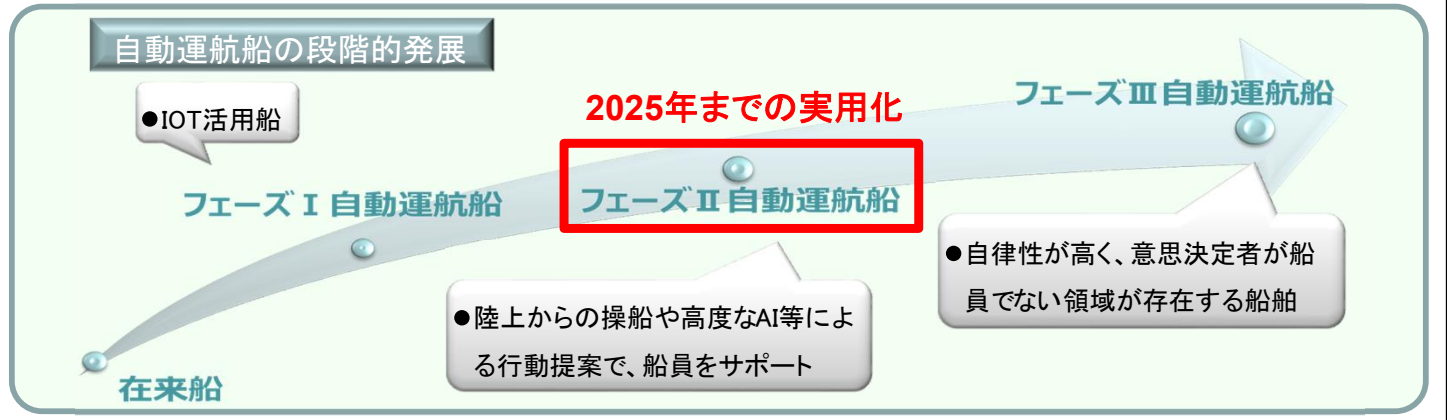 自動運航船の段階的発展
●IOT活用船
2025年までの実用化
フェーズⅢ自動運航船
フェーズⅠ自動運航船
フェーズⅡ自動運航船
●自律性が高く、意思決定者が船
員でない領域が存在する船舶
●陸上からの操船や高度なAI等によ
る行動提案で、船員をサポート
在来船